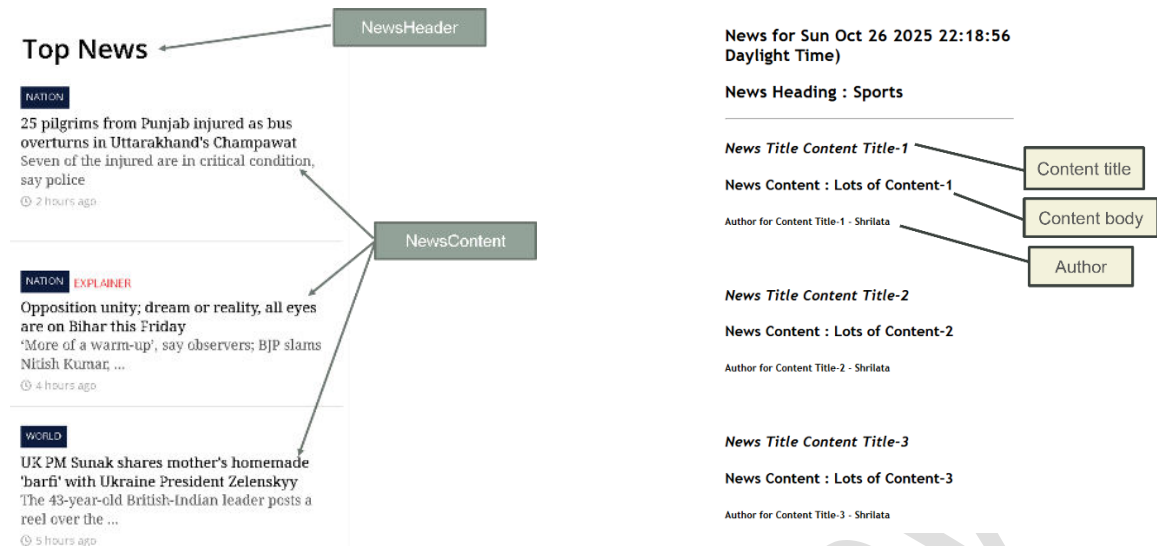 NewsHeader
Top News
NATION
25 pilgrims from Punjab injured as bus
overturns in Uttarakhand's Champawat
Seven of the injured are in critical condition,
say police
2 hours ago
NewsContent
NATION EXPLAINER
Opposition unity; dream or reality, all eyes
are on Bihar this Friday
‘More of a warm-up’, say observers; BJP slams
Nitish Kumar, ...
4 hours ago
WORLD
UK PM Sunak shares mother's homemade
'barfi' with Ukraine President Zelenskyy
The 43-year-old British-Indian leader posts a
reel over the ...
5 hours ago
News for Sun Oct 26 2025 22:18:56
Daylight Time)
News Heading : Sports
News Title Content Title-1
Content title
News Content : Lots of Content-1
Content body
Author for Content Title-1 - Shrilata
Author
News Title Content Title-2
News Content : Lots of Content-2
Author for Content Title-2 - Shrilata
News Title Content Title-3
News Content : Lots of Content-3
Author for Content Title-3 - Shrilata